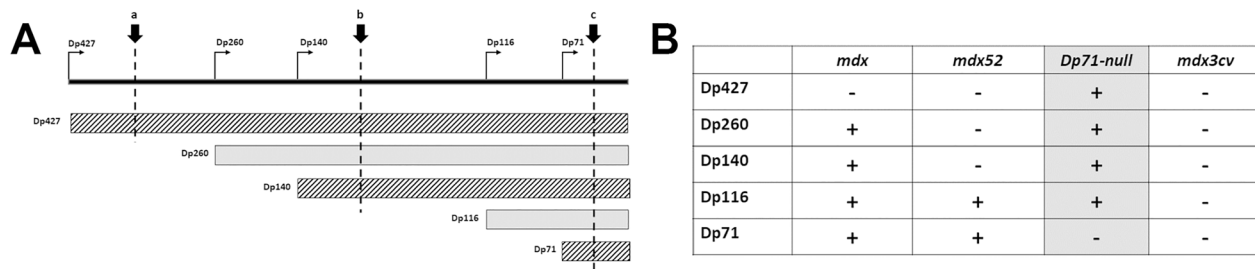 A
a b c
Dp427 Dp260 Dp140 Dp116 Dp71
Dp427
Dp260
Dp140
Dp116
Dp71
B
mdx mdx52 Dp71-null mdx3cv
Dp427 - - + -
Dp260 + - + -
Dp140 + - + -
Dp116 + + + -
Dp71 + + - -